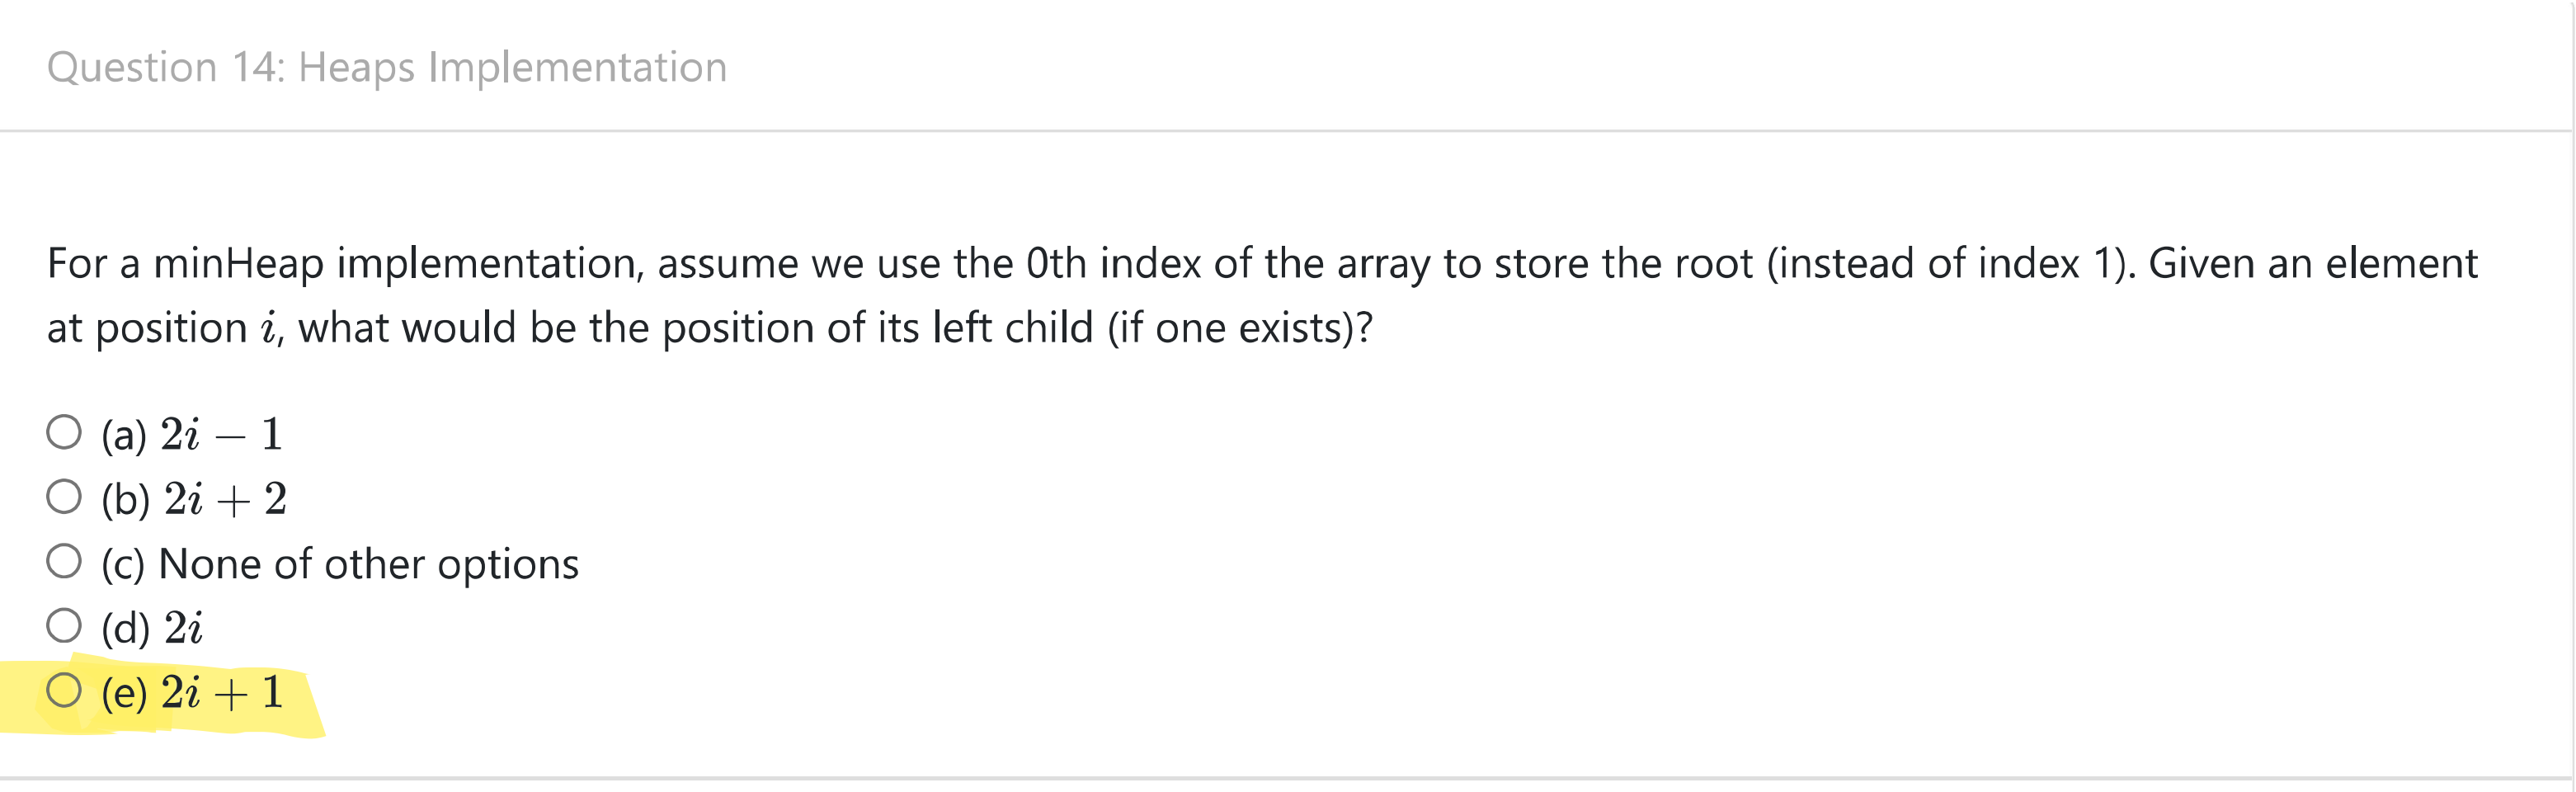 Question 14: Heaps Implementation
For a minHeap implementation, assume we use the 0th index of the array to store the root (instead of index 1). Given an element
at position i, what would be the position of its left child (if one exists)?
(a) 2i − 1
(b) 2i + 2
(c) None of other options
(d) 2i
(e) 2i + 1